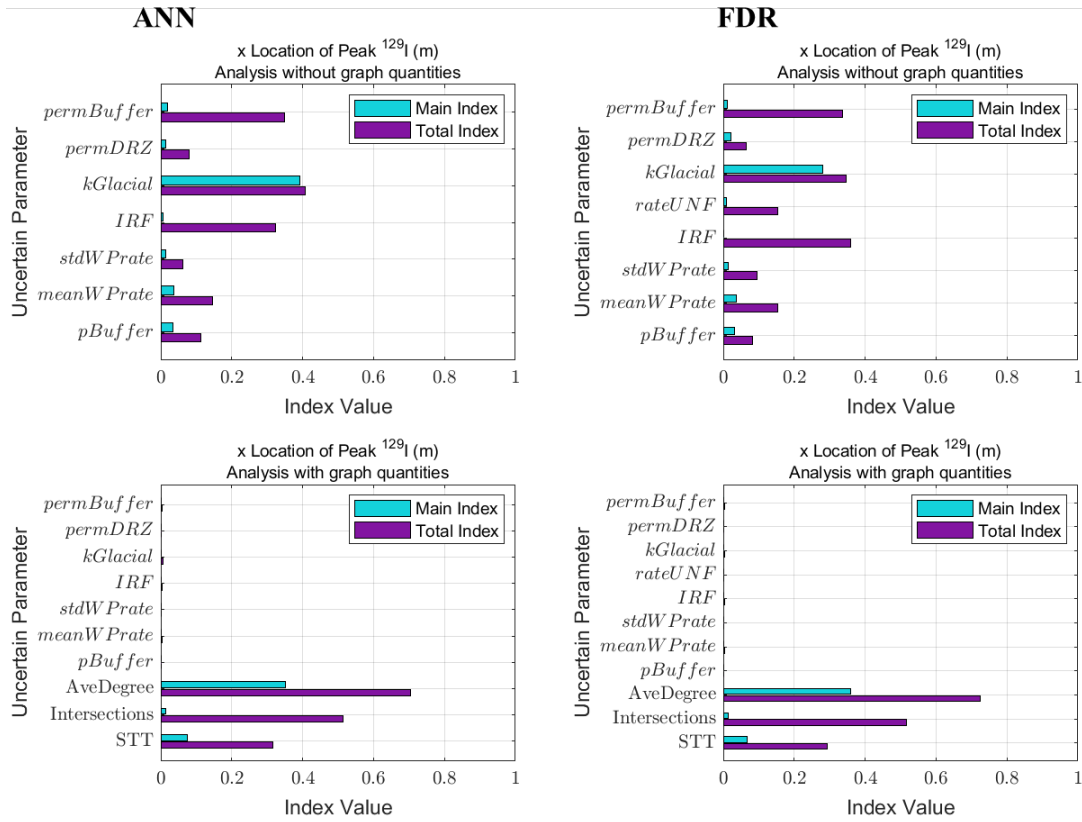 ANN
FDR
x Location of Peak ¹²⁹I (m)
Analysis without graph quantities
Main Index
Total Index
permBuffer
permDRZ
kGlacial
IRF
stdWPrate
meanWPrate
pBuffer
Uncertain Parameter
0 0.2 0.4 0.6 0.8 1
Index Value
x Location of Peak ¹²⁹I (m)
Analysis without graph quantities
Main Index
Total Index
permBuffer
permDRZ
kGlacial
rateUNF
IRF
stdWPrate
meanWPrate
pBuffer
Uncertain Parameter
0 0.2 0.4 0.6 0.8 1
Index Value
x Location of Peak ¹²⁹I (m)
Analysis with graph quantities
Main Index
Total Index
permBuffer
permDRZ
kGlacial
IRF
stdWPrate
meanWPrate
pBuffer
AveDegree
Intersections
STT
Uncertain Parameter
0 0.2 0.4 0.6 0.8 1
Index Value
x Location of Peak ¹²⁹I (m)
Analysis with graph quantities
Main Index
Total Index
permBuffer
permDRZ
kGlacial
rateUNF
IRF
stdWPrate
meanWPrate
pBuffer
AveDegree
Intersections
STT
Uncertain Parameter
0 0.2 0.4 0.6 0.8 1
Index Value